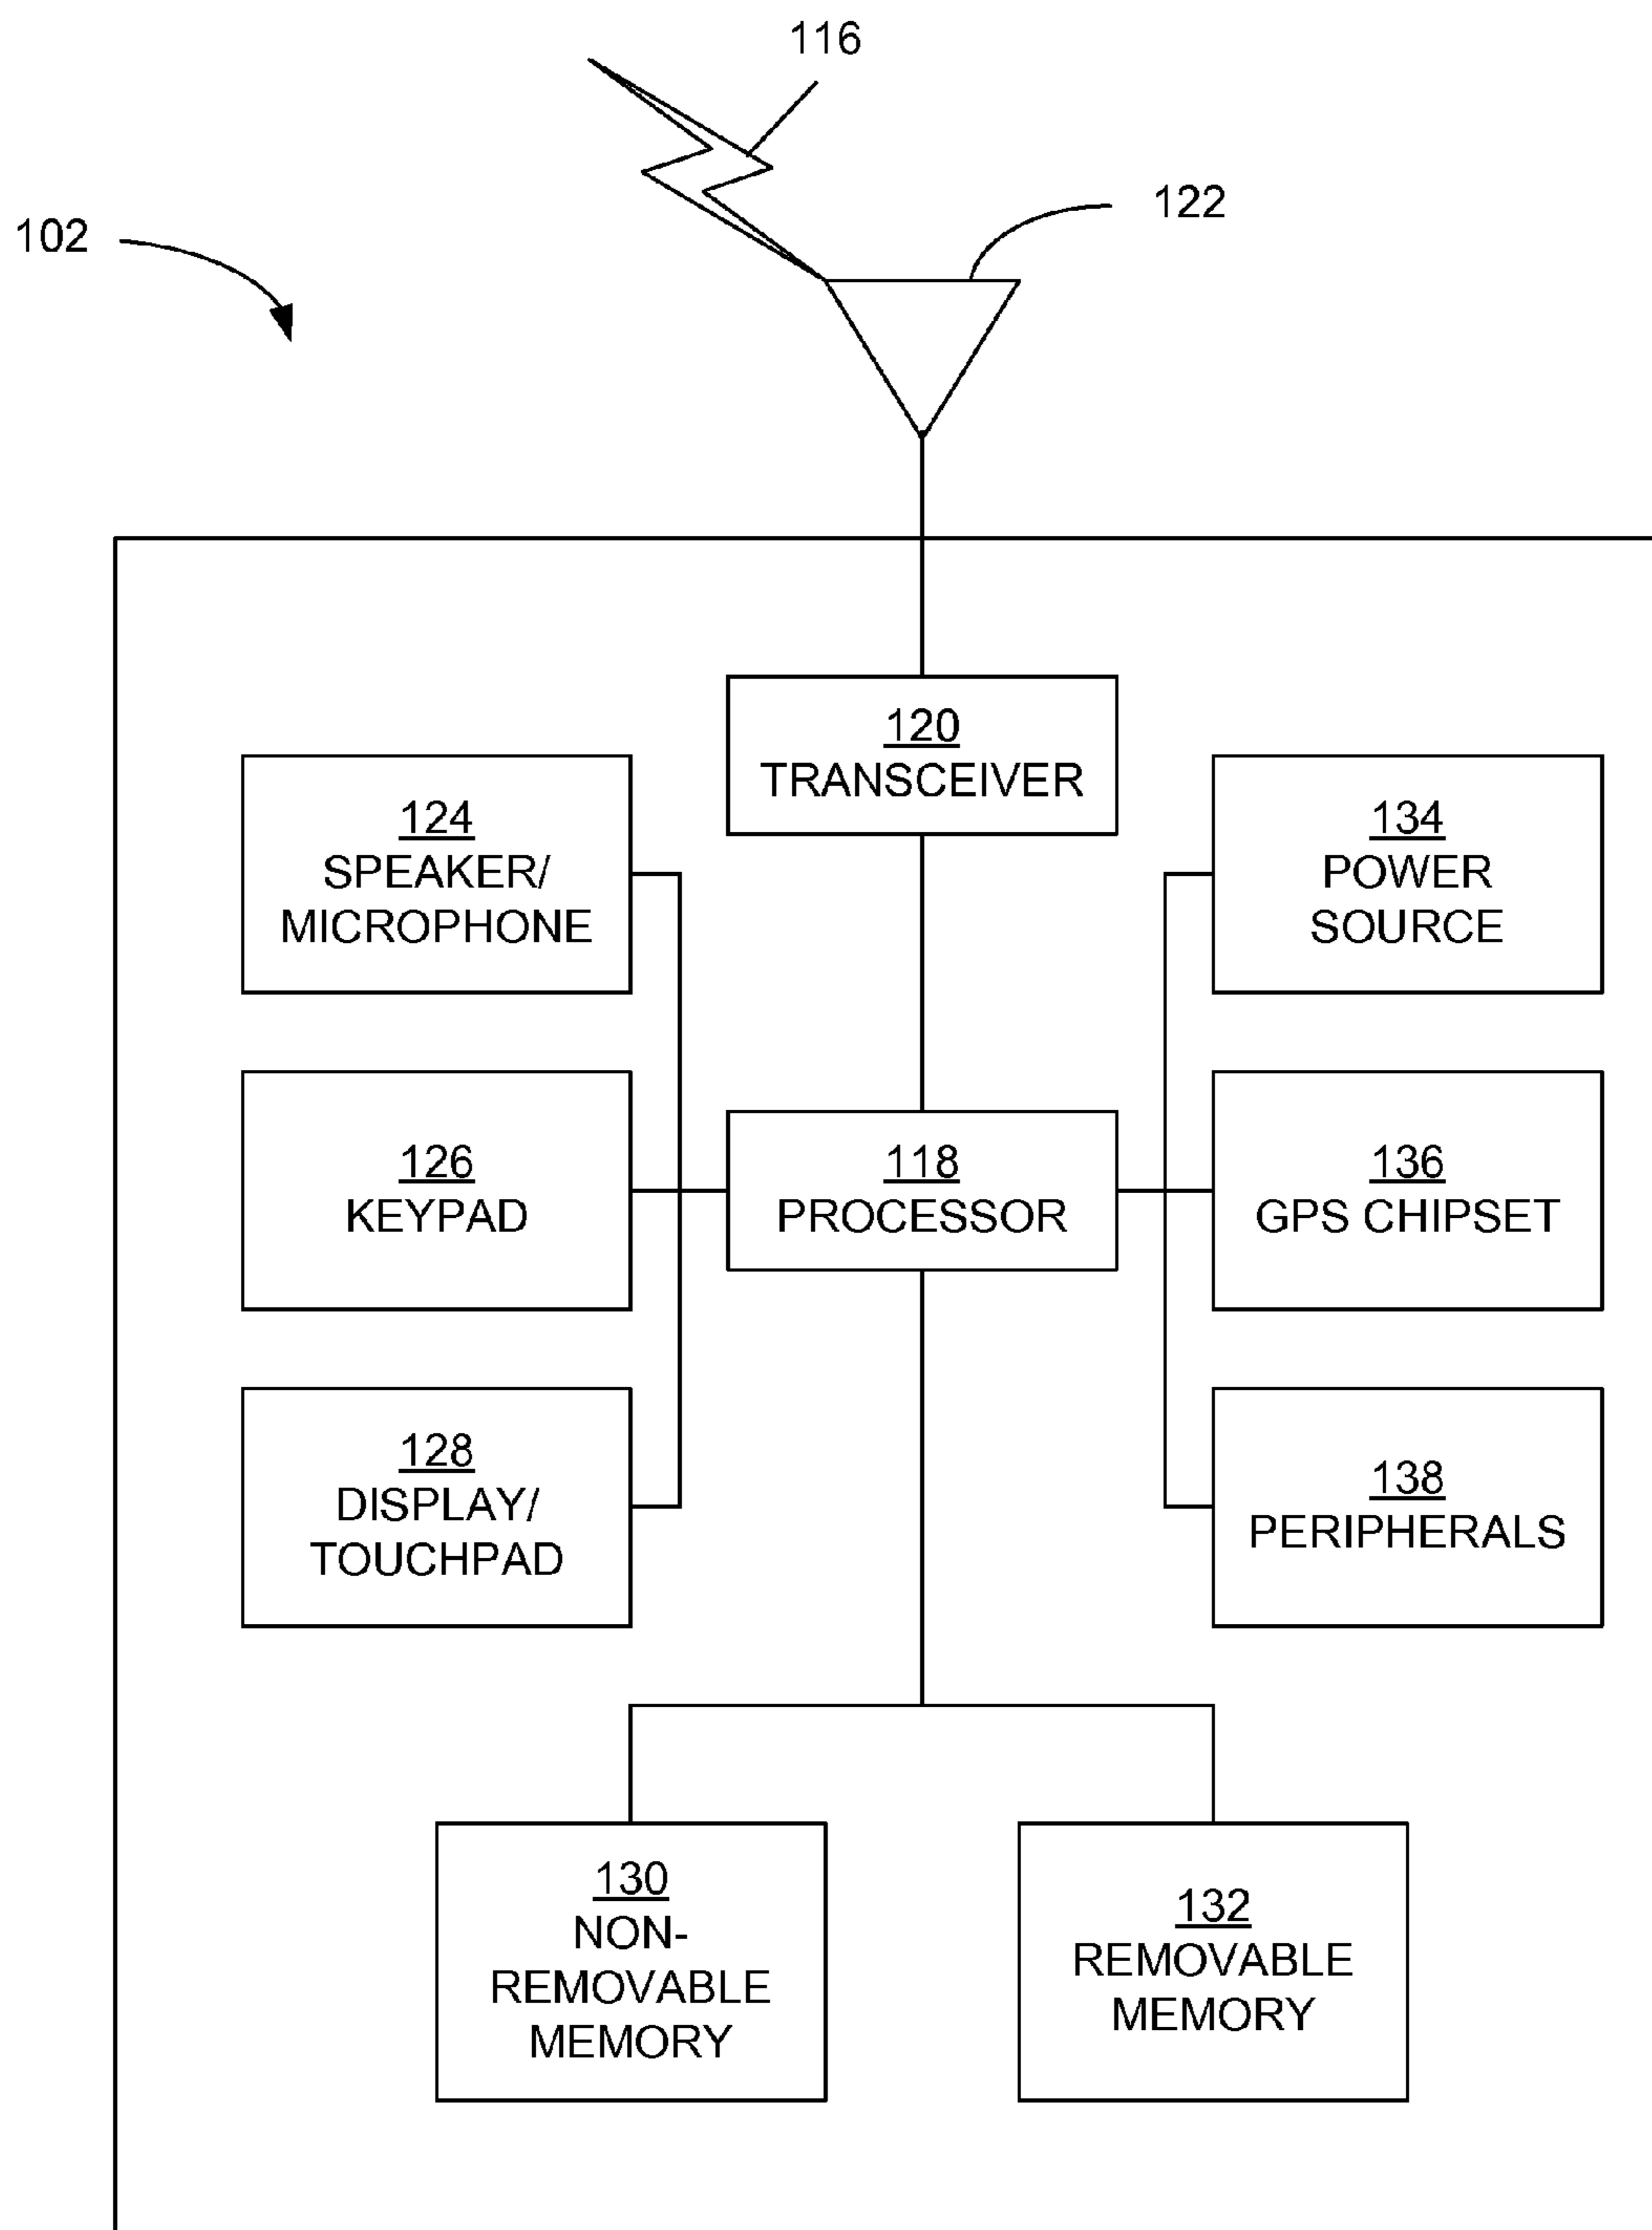 116
122
102
120
TRANSCEIVER
124
SPEAKER/
MICROPHONE
134
POWER
SOURCE
126
KEYPAD
118
PROCESSOR
136
GPS CHIPSET
128
DISPLAY/
TOUCHPAD
138
PERIPHERALS
130
NON-
REMOVABLE
MEMORY
132
REMOVABLE
MEMORY